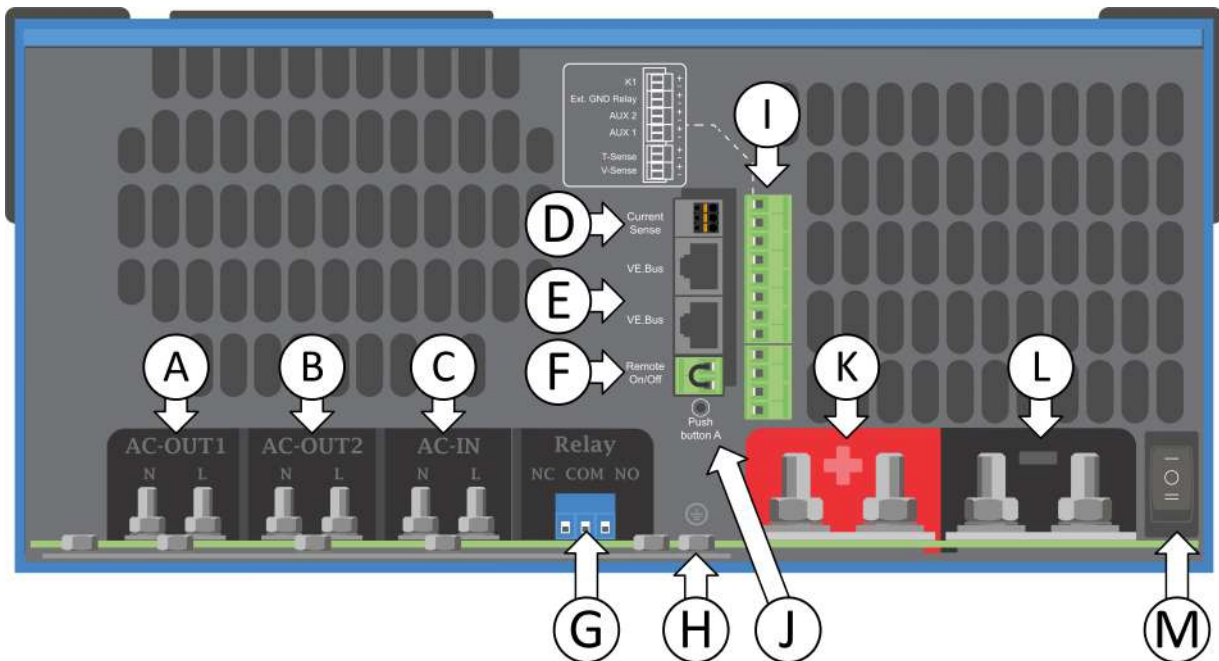 K1 + -
Ext. GND Relay + -
AUX 2 + -
AUX 1 + -
T-Sense + -
V-Sense + -
I
D
Current
Sense
VE.Bus
E
VE.Bus
F
Remote
On/Off
Push
button A
A
B
C
K
L
AC-OUT1
N L
AC-OUT2
N L
AC-IN
N L
Relay
NC COM NO
G
H
J
M